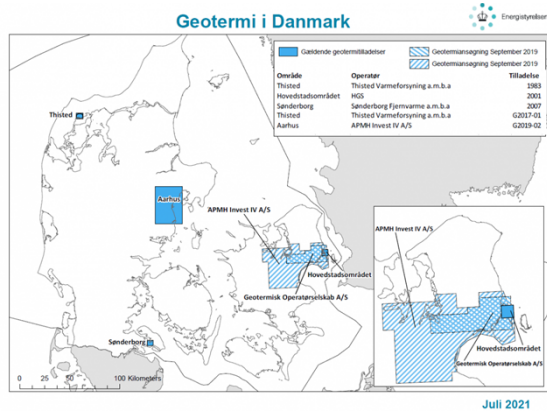 Geotermi i Danmark
Energistyrelsen
Gældende geotermitilladelser
Geotermiansøgning September 2019
Geotermiansøgning September 2019
Område Operatør Tilladelse
Thisted Thisted Varmeforsyning a.m.b.a 1983
Hovedstadsområdet HGS 2001
Sønderborg Sønderborg Fjernvarme a.m.b.a 2007
Thisted Thisted Varmeforsyning a.m.b.a G2017-01
Aarhus APMH Invest IV A/S G2019-02
Thisted
Aarhus
APMH Invest IV A/S
Hovedstadsområdet
Geotermisk Operatørselskab A/S
Sønderborg
0 25 50 100 Kilometers
APMH Invest IV A/S
Hovedstadsområdet
Geotermisk Operatørselskab A/S
Juli 2021